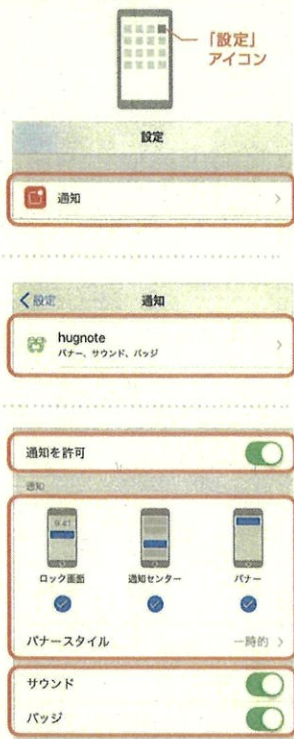 「設定」
アイコン
設定
通知
設定
通知
hugnote
バナー、サウンド、バッジ
通知を許可
通知
9:41
ロック画面
通知センター
バナー
バナースタイル
一時的
サウンド
バッジ